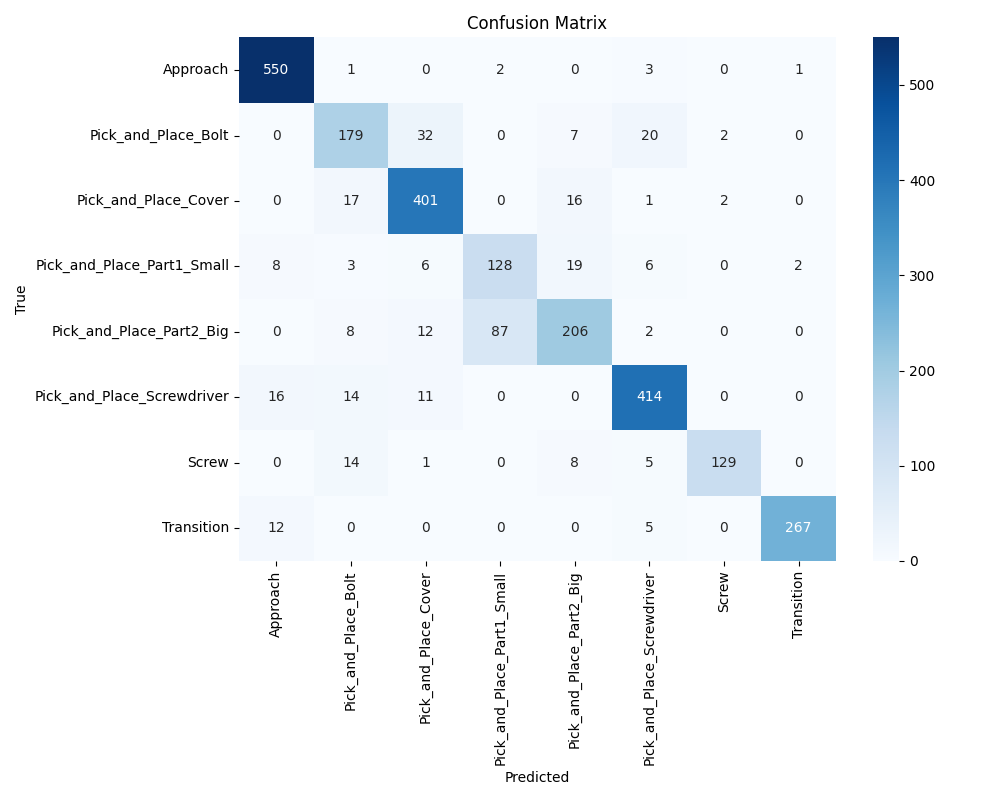 Confusion Matrix
Approach 550 1 0 2 0 3 0 1
Pick_and_Place_Bolt 0 179 32 0 7 20 2 0
Pick_and_Place_Cover 0 17 401 0 16 1 2 0
Pick_and_Place_Part1_Small 8 3 6 128 19 6 0 2
Pick_and_Place_Part2_Big 0 8 12 87 206 2 0 0
Pick_and_Place_Screwdriver 16 14 11 0 0 414 0 0
Screw 0 14 1 0 8 5 129 0
Transition 12 0 0 0 0 5 0 267
True
Approach
Pick_and_Place_Bolt
Pick_and_Place_Cover
Pick_and_Place_Part1_Small
Pick_and_Place_Part2_Big
Pick_and_Place_Screwdriver
Screw
Transition
Predicted
500
400
300
200
100
0